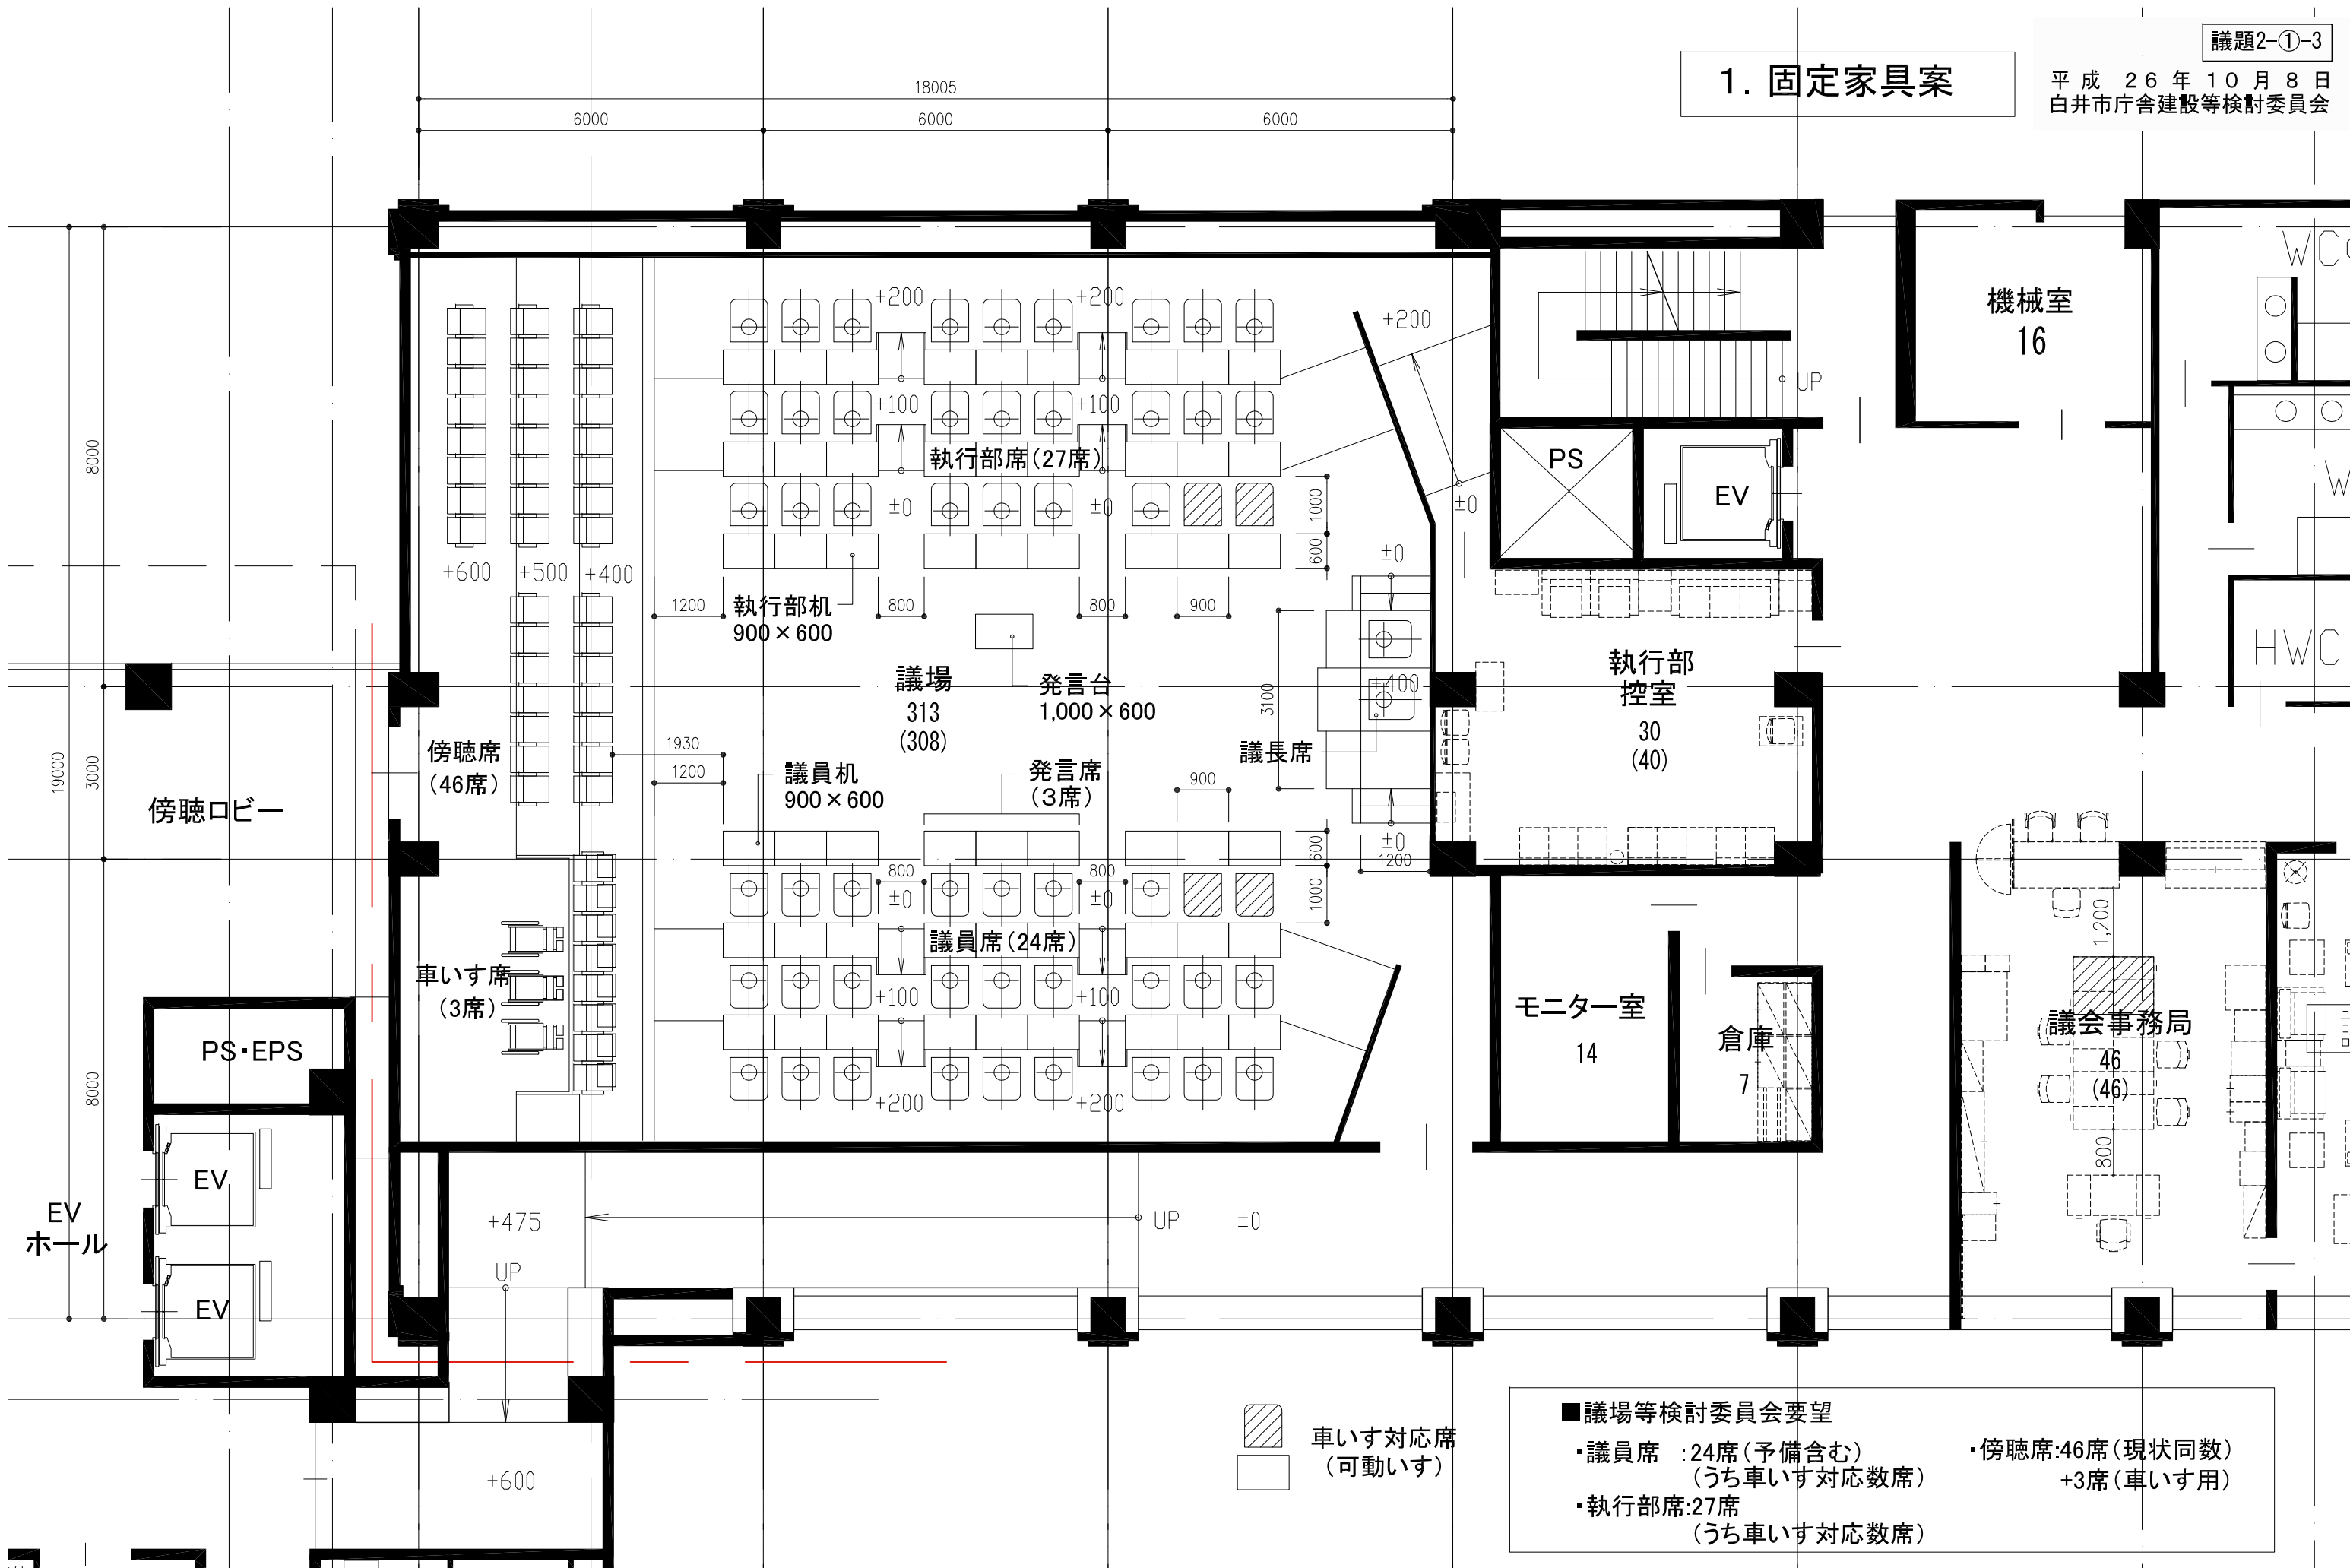 議題2-①-3
1. 固定家具案
平成 26年10月8日
白井市庁舎建設等検討委員会
18005
6000
6000
6000
8000
3000
19000
8000
+200
+200
+200
+100
+100
執行部席(27席)
±0
±0
±0
1000
600
+600
+500
+400
1200
800
800
900
執行部机
900×600
±0
議場
313
(308)
発言台
1,000×600
+400
3100
議長席
傍聴席
(46席)
1930
1200
議員机
900×600
発言席
(3席)
900
600
1000
±0
1200
800
800
±0
±0
議員席(24席)
車いす席
(3席)
+100
+100
+200
+200
傍聴ロビー
PS・EPS
EV
EV
EV
ホール
+475
UP
UP
±0
+600
UP
PS
EV
機械室
16
執行部
控室
30
(40)
モニター室
14
倉庫
7
議会事務局
46
(46)
1,200
800
WC
W
HWC
車いす対応席
(可動いす)
■議場等検討委員会要望
・議員席 :24席(予備含む)
(うち車いす対応数席)
・執行部席:27席
(うち車いす対応数席)
・傍聴席:46席(現状同数)
+3席(車いす用)